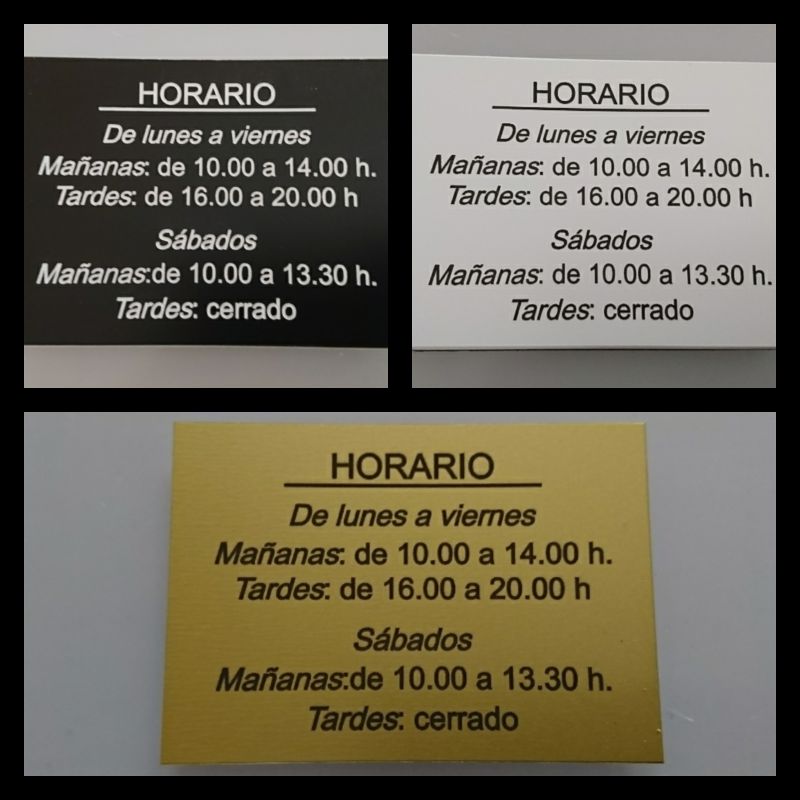 HORARIO
De lunes a viernes
Mañanas: de 10.00 a 14.00 h.
Tardes: de 16.00 a 20.00 h
Sábados
Mañanas:de 10.00 a 13.30 h.
Tardes: cerrado
HORARIO
De lunes a viernes
Mañanas: de 10.00 a 14.00 h.
Tardes: de 16.00 a 20.00 h
Sábados
Mañanas: de 10.00 a 13.30 h.
Tardes: cerrado
HORARIO
De lunes a viernes
Mañanas: de 10.00 a 14.00 h.
Tardes: de 16.00 a 20.00 h
Sábados
Mañanas:de 10.00 a 13.30 h.
Tardes: cerrado